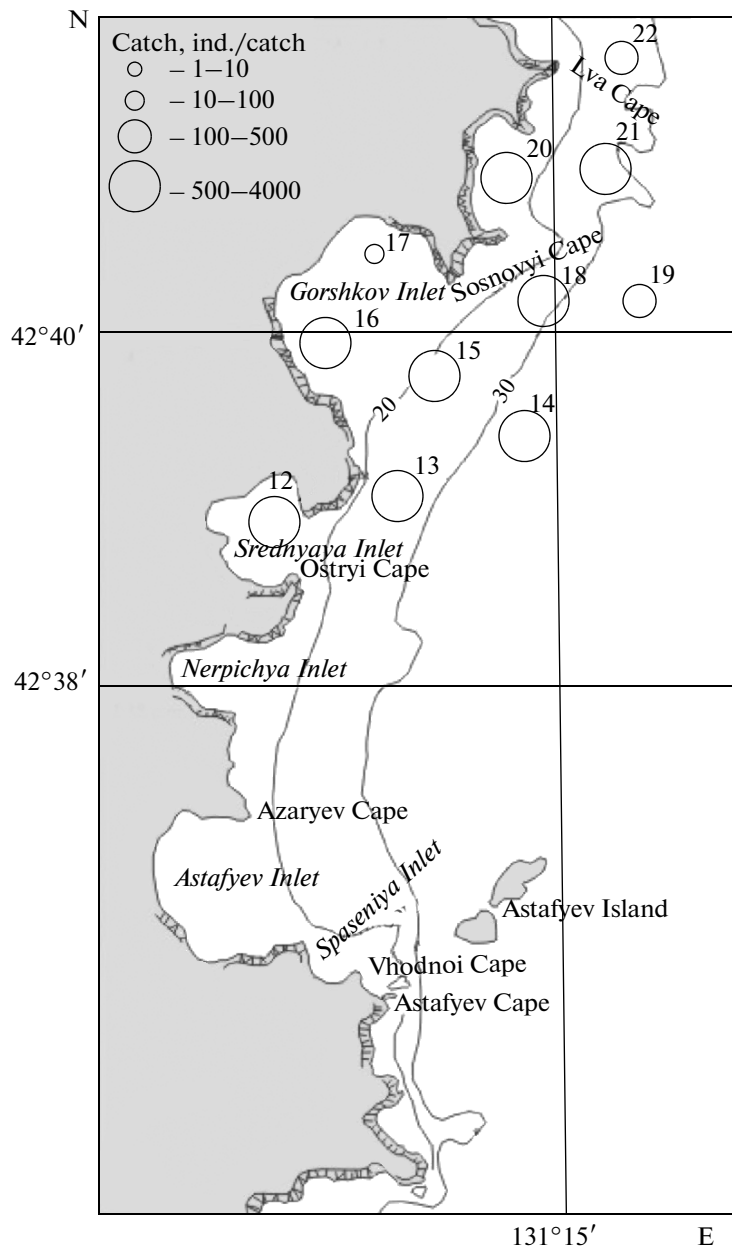 N
Catch, ind./catch
– 1–10
– 10–100
– 100–500
– 500–4000
22
Lva Cape
21
20
17
Sosnovyi Cape
Gorshkov Inlet
18
19
42°40′
16
15
20
30
14
13
12
Srednyaya Inlet
Ostryi Cape
42°38′
Nerpichya Inlet
Azaryev Cape
Astafyev Inlet
Spaseniya Inlet
Astafyev Island
Vhodnoi Cape
Astafyev Cape
131°15′
E